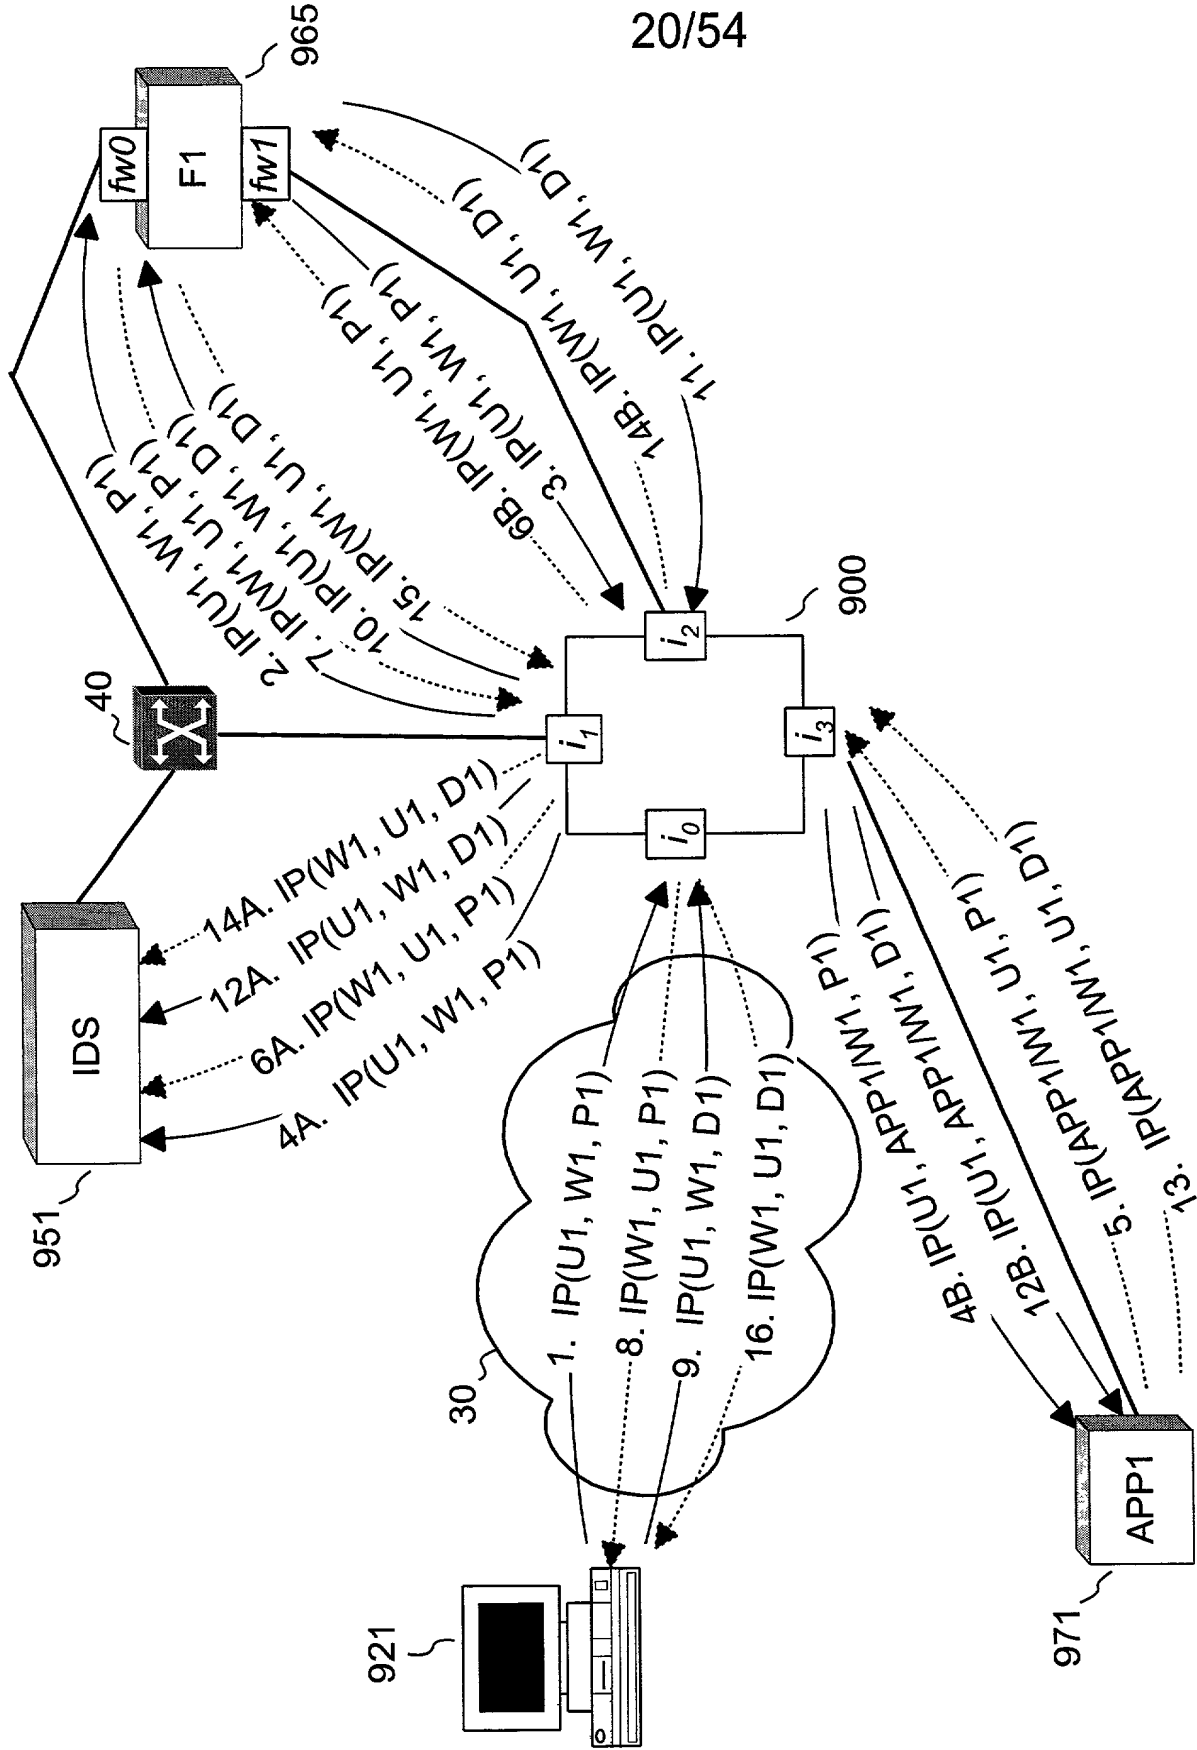 20/54
951
IDS
40
fw0
F1
fw1
965
14A. IP(W1, U1, D1)
12A. IP(U1, W1, D1)
6A. IP(W1, U1, P1)
4A. IP(U1, W1, P1)
2. IP(U1, W1, P1)
7. IP(W1, U1, P1)
10. IP(U1, W1, D1)
15. IP(W1, U1, D1)
6B. IP(W1, U1, P1)
3. IP(U1, W1, P1)
14B. IP(W1, U1, D1)
11. IP(U1, W1, D1)
921
30
1. IP(U1, W1, P1)
8. IP(W1, U1, P1)
9. IP(U1, W1, D1)
16. IP(W1, U1, D1)
i1
i0
i2
i3
900
4B. IP(U1, APP1/W1, P1)
12B. IP(U1, APP1/W1, D1)
5. IP(APP1/W1, U1, P1)
13. IP(APP1/W1, U1, D1)
971
APP1